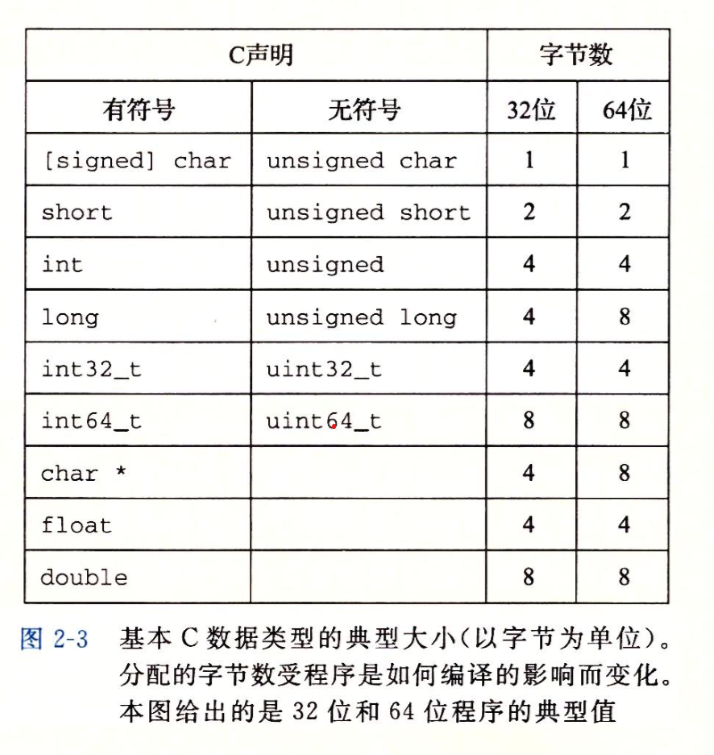 C声明 字节数
有符号 无符号 32位 64位
[signed] char unsigned char 1 1
short unsigned short 2 2
int unsigned 4 4
long unsigned long 4 8
int32_t uint32_t 4 4
int64_t uint64_t 8 8
char * 4 8
float 4 4
double 8 8
图 2-3 基本 C 数据类型的典型大小(以字节为单位)。
分配的字节数受程序是如何编译的影响而变化。
本图给出的是 32 位和 64 位程序的典型值